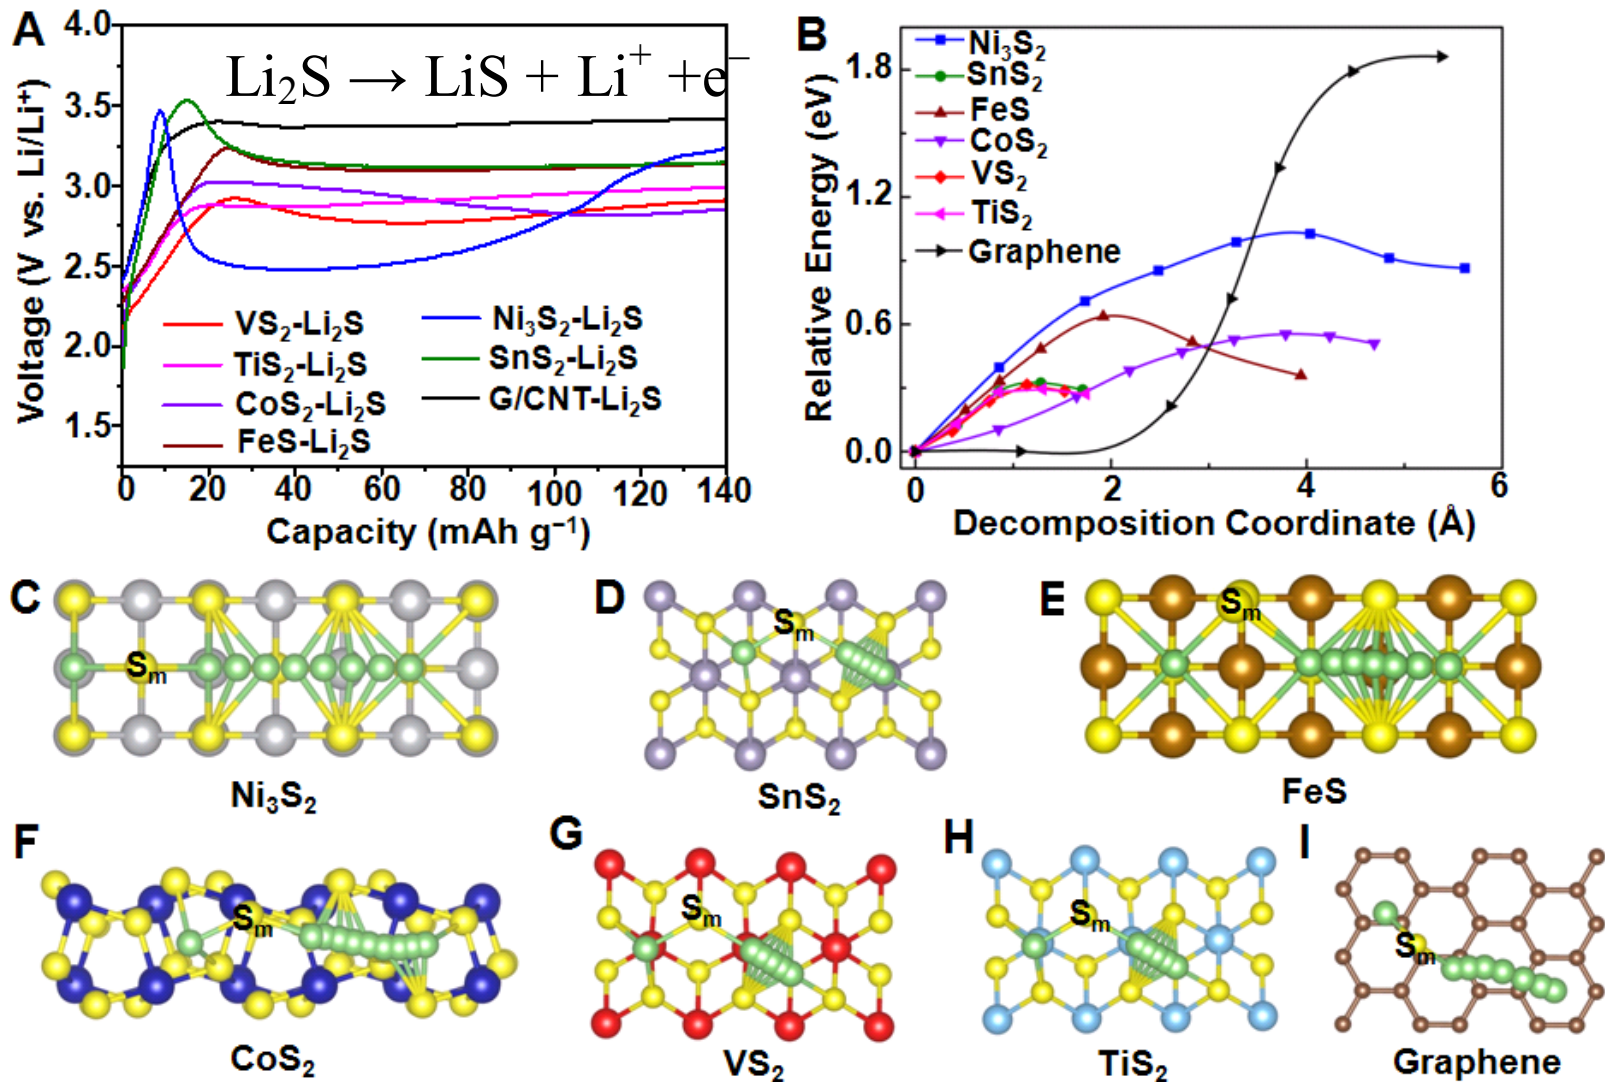 A
Li₂S → LiS + Li⁺ +e⁻
Voltage (V vs. Li/Li⁺)
4.0
3.5
3.0
2.5
2.0
1.5
VS₂-Li₂S
TiS₂-Li₂S
CoS₂-Li₂S
FeS-Li₂S
Ni₃S₂-Li₂S
SnS₂-Li₂S
G/CNT-Li₂S
0 20 40 60 80 100 120 140
Capacity (mAh g⁻¹)
B
Relative Energy (eV)
1.8
1.2
0.6
0.0
Ni₃S₂
SnS₂
FeS
CoS₂
VS₂
TiS₂
Graphene
0 2 4 6
Decomposition Coordinate (Å)
C
Sₘ
Ni₃S₂
D
Sₘ
SnS₂
E
Sₘ
FeS
F
Sₘ
CoS₂
G
Sₘ
VS₂
H
Sₘ
TiS₂
I
Sₘ
Graphene